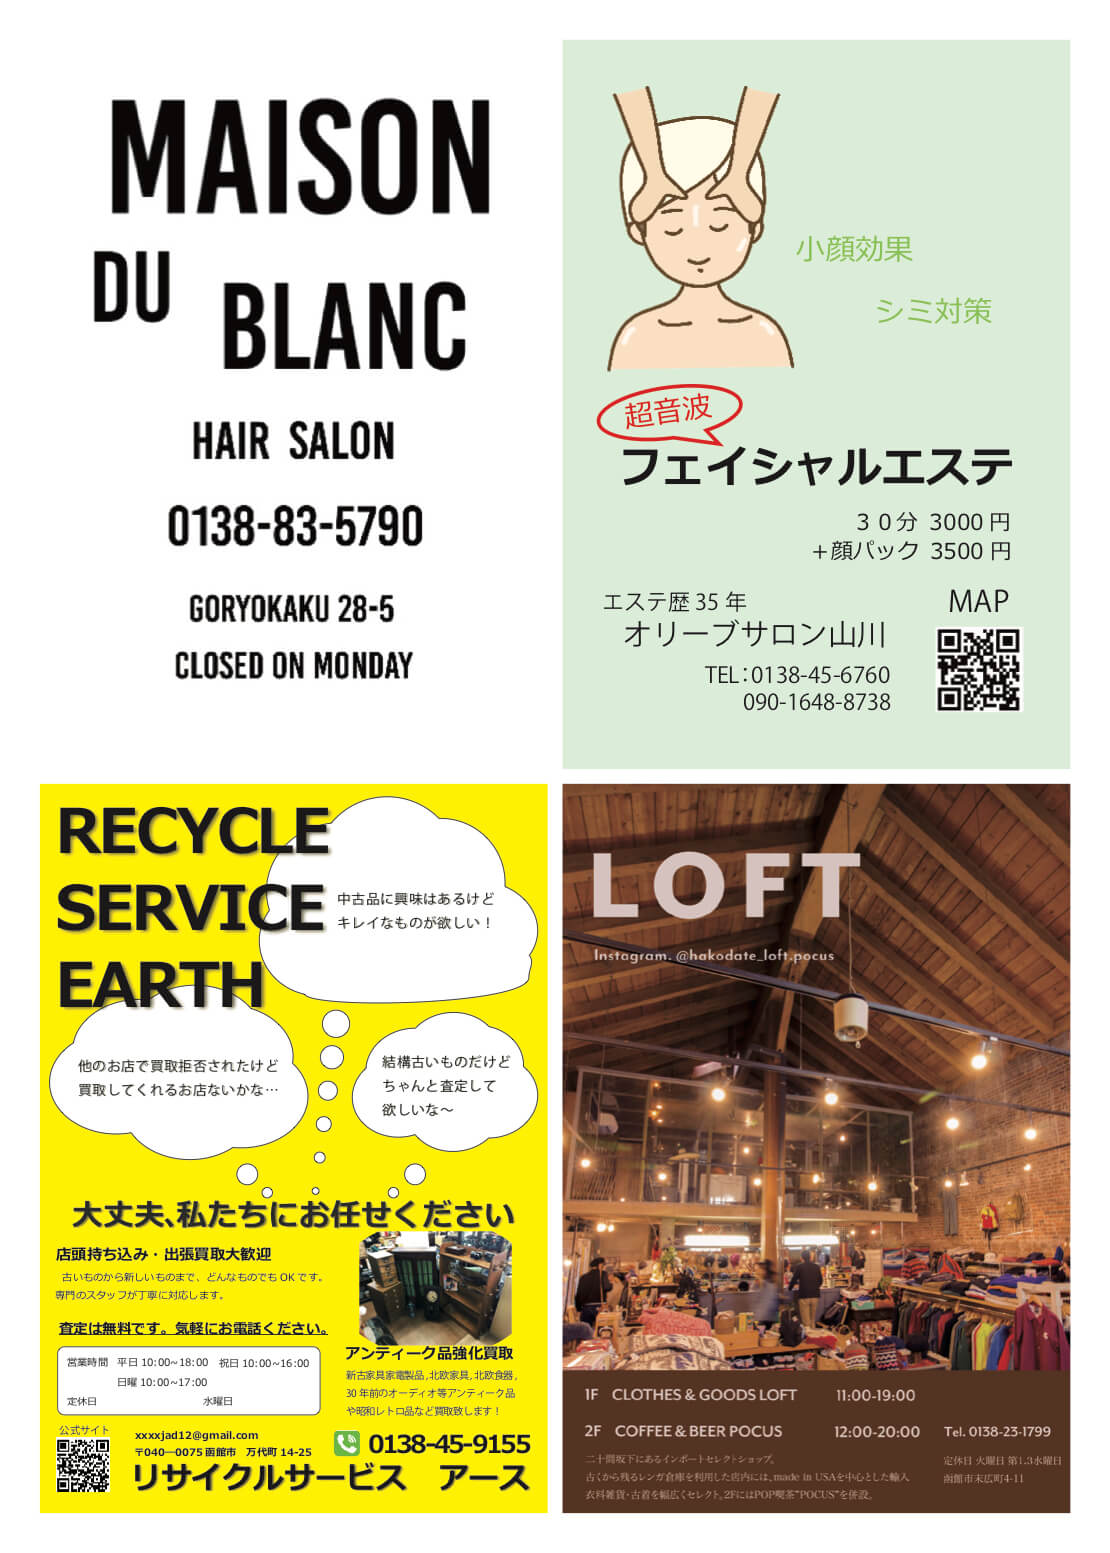 MAISON
DU
BLANC
HAIR SALON
0138-83-5790
GORYOKAKU 28-5
CLOSED ON MONDAY
小顔効果
シミ対策
超音波
フェイシャルエステ
３０分 3000 円
＋顔パック 3500 円
エステ歴 35 年
オリーブサロン山川
MAP
TEL：0138-45-6760
090-1648-8738
RECYCLE
SERVICE
EARTH
中古品に興味はあるけど
キレイなものが欲しい！
他のお店で買取拒否されたけど
買取してくれるお店ないかな…
結構古いものだけど
ちゃんと査定して
欲しいな～
大丈夫、私たちにお任せください
店頭持ち込み・出張買取大歓迎
古いものから新しいものまで、どんなものでも OK です。
専門のスタッフが丁寧に対応します。
査定は無料です。気軽にお電話ください。
営業時間 平日 10:00~18:00 祝日 10:00~16:00
日曜 10:00~17:00
定休日 水曜日
アンティーク品強化買取
新古家具家電製品,北欧家具,北欧食器,
30 年前のオーディオ等アンティーク品
や昭和レトロ品など買取致します！
公式サイト
xxxxjad12@gmail.com
〒040—0075 函館市 万代町 14-25
0138-45-9155
リサイクルサービス アース
LOFT
Instagram. @hakodate_loft.pocus
1F CLOTHES & GOODS LOFT 11:00-19:00
2F COFFEE & BEER POCUS 12:00-20:00 Tel. 0138-23-1799
二十間坂下にあるインポートセレクトショップ。
古くから残るレンガ倉庫を利用した店内には、made in USAを中心とした輸入
衣料雑貨・古着を幅広くセレクト。2FにはPOP喫茶"POCUS"を併設。
定休日 火曜日 第1.3水曜日
函館市末広町4-11